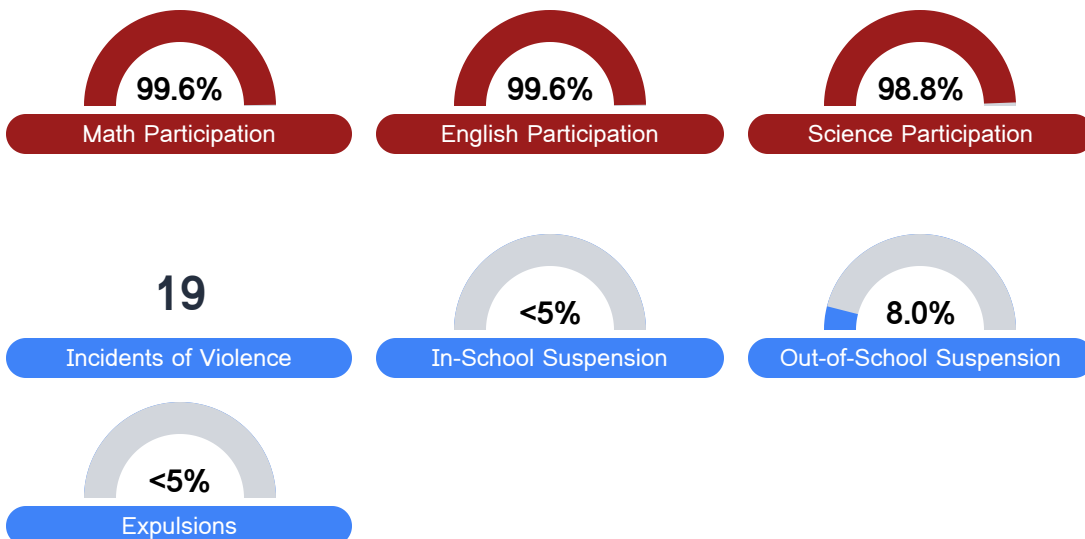 99.6%
Math Participation
99.6%
English Participation
98.8%
Science Participation
19
Incidents of Violence
<5%
In-School Suspension
8.0%
Out-of-School Suspension
<5%
Expulsions